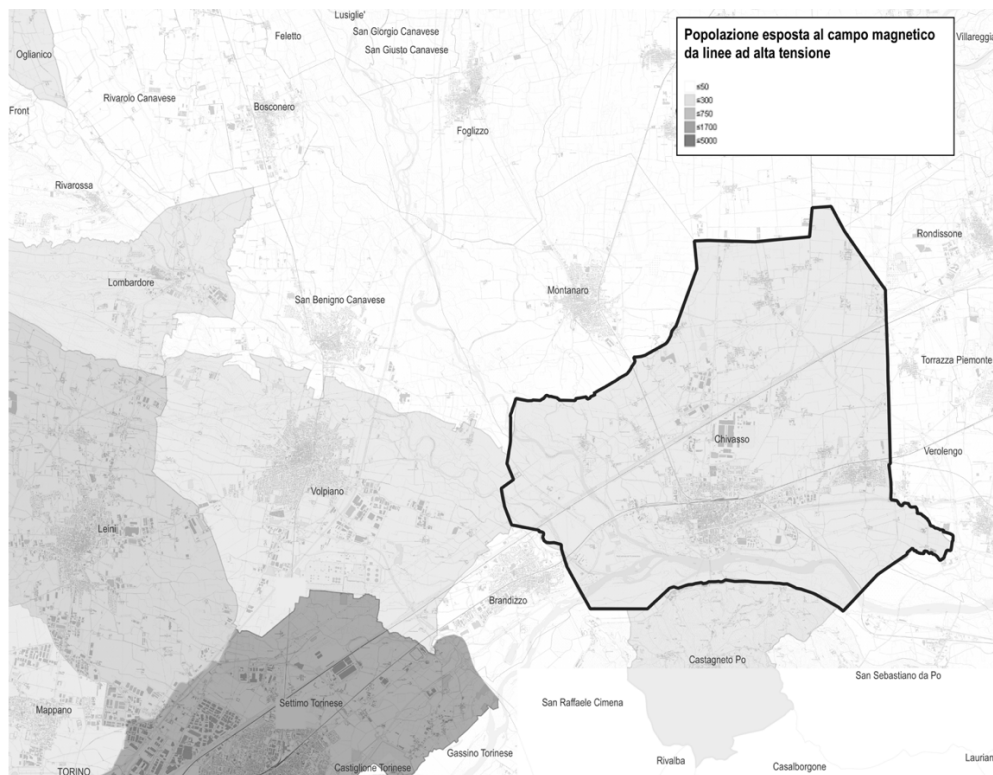 Lusiglie'
San Giorgio Canavese
Feletto
San Giusto Canavese
Oglianico
Popolazione esposta al campo magnetico
da linee ad alta tensione
≤50
≤300
≤750
≤1700
≤5000
Villareggia
Front
Rivarolo Canavese
Bosconero
Foglizzo
Rivarossa
Rondissone
Lombardore
San Benigno Canavese
Montanaro
Torrazza Piemonte
Chivasso
Verolengo
Volpiano
Leini
Brandizzo
Castagneto Po
San Sebastiano da Po
Mappano
Settimo Torinese
San Raffaele Cimena
Gassino Torinese
Rivalba
Casalborgone
Laurian
TORINO
Castiglione Torinese